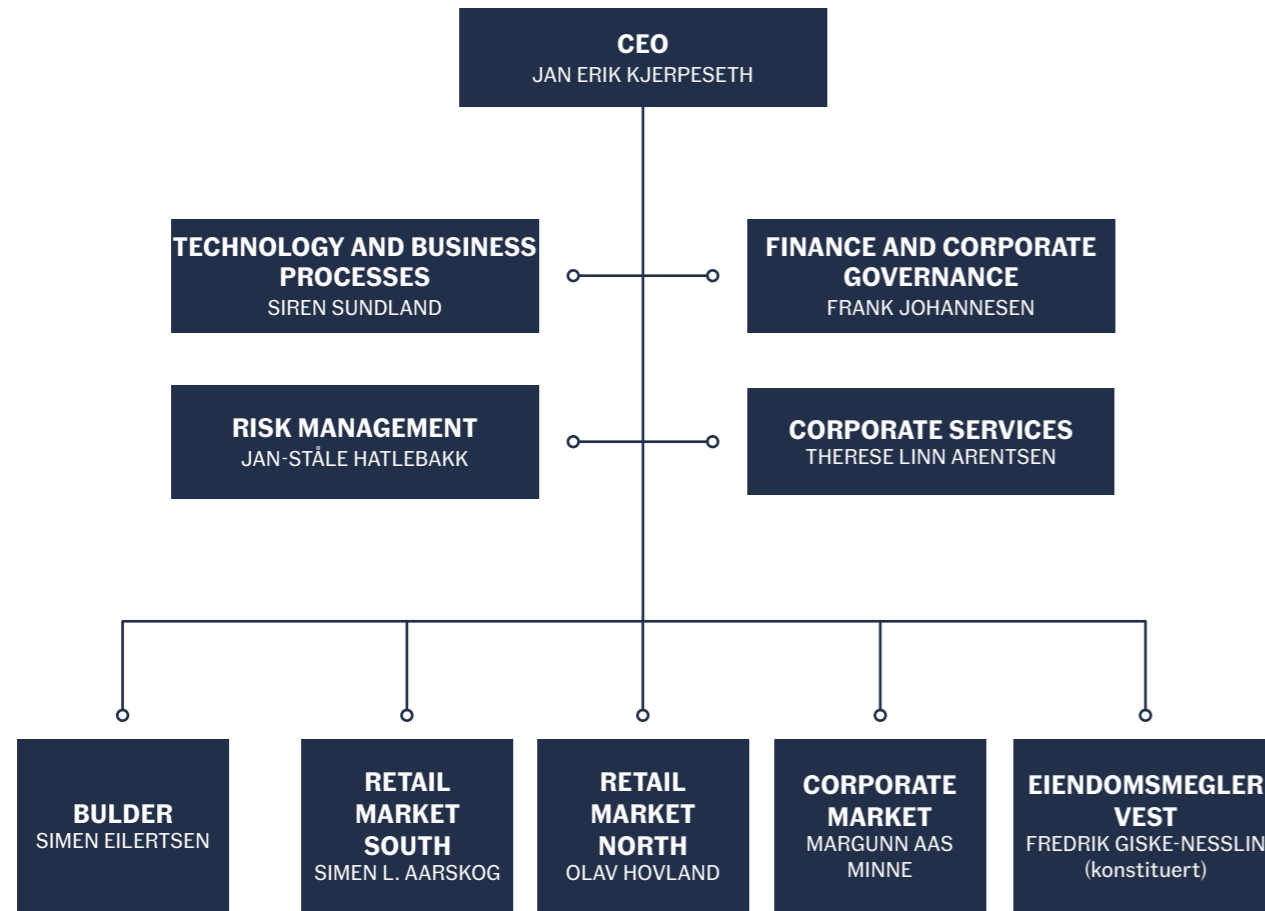 CEO
JAN ERIK KJERPESETH
TECHNOLOGY AND BUSINESS
PROCESSES
SIREN SUNDLAND
FINANCE AND CORPORATE
GOVERNANCE
FRANK JOHANNESEN
RISK MANAGEMENT
JAN-STÅLE HATLEBAKK
CORPORATE SERVICES
THERESE LINN ARENTSEN
BULDER
SIMEN EILERTSEN
RETAIL
MARKET
SOUTH
SIMEN L. AARSKOG
RETAIL
MARKET
NORTH
OLAV HOVLAND
CORPORATE
MARKET
MARGUNN AAS
MINNE
EIENDOMSMEGLER
VEST
FREDRIK GISKE-NESSLIN
(konstituert)